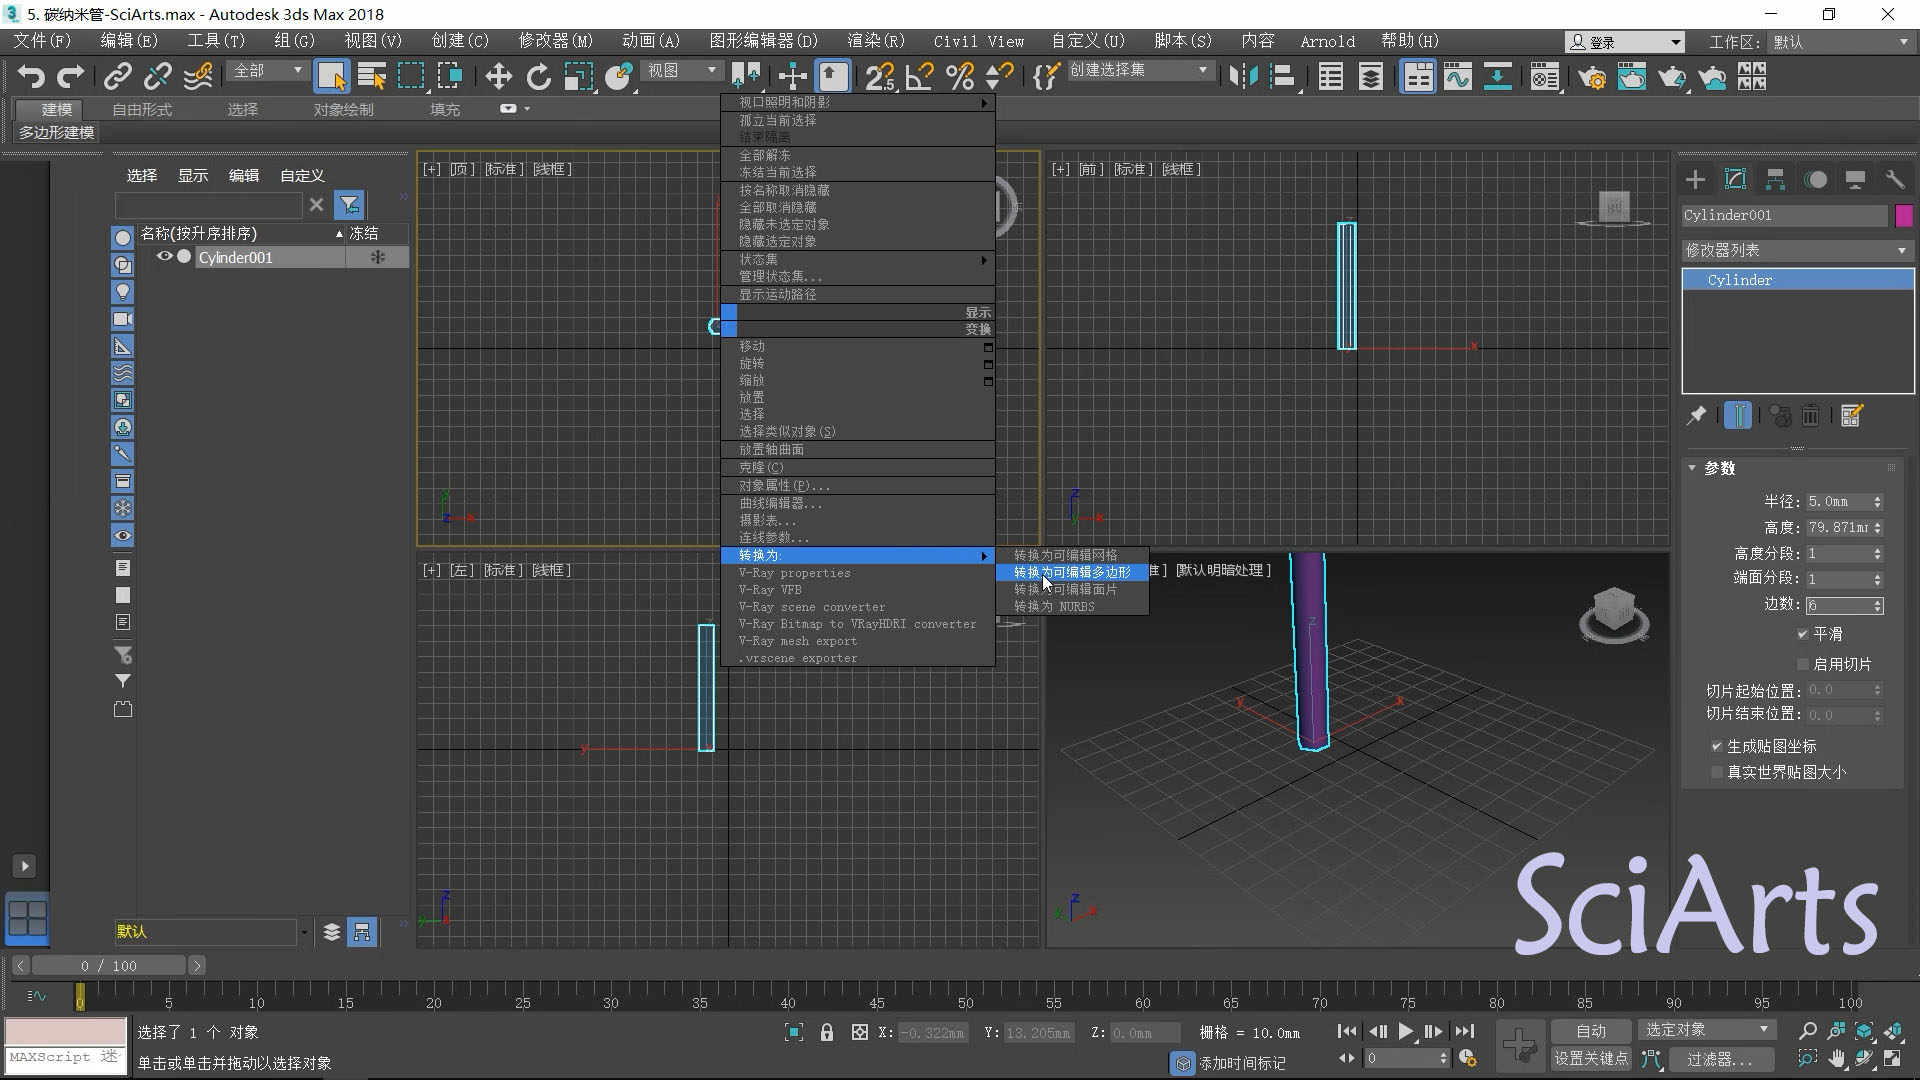 5. 碳纳米管-SciArts.max - Autodesk 3ds Max 2018
文件(F) 编辑(E) 工具(T) 组(G) 视图(V) 创建(C) 修改器(M) 动画(A) 图形编辑器(D) 渲染(R) Civil View 自定义(U) 脚本(S) 内容 Arnold 帮助(H) 登录 工作区: 默认
全部 视图 创建选择集
建模 自由形式 选择 对象绘制 填充
多边形建模
选择 显示 编辑 自定义
名称(按升序排序) 冻结
Cylinder001
默认
[+] [顶] [标准] [线框]
[+] [前] [标准] [线框]
[+] [左] [标准] [线框]
[默认明暗处理]
视口照明和阴影
孤立当前选择
结束隔离
全部解冻
冻结当前选择
按名称取消隐藏
全部取消隐藏
隐藏未选定对象
隐藏选定对象
状态集
管理状态集...
显示运动路径
显示
变换
移动
旋转
缩放
放置
选择
选择类似对象(S)
放置轴曲面
克隆(C)
对象属性(P)...
曲线编辑器...
摄影表...
连线参数...
转换为:
V-Ray properties
V-Ray VFB
V-Ray scene converter
V-Ray Bitmap to VRayHDRI converter
V-Ray mesh export
.vrscene exporter
转换为可编辑网格
转换为可编辑多边形
转换为可编辑面片
转换为 NURBS
Cylinder001
修改器列表
Cylinder
参数
半径: 5.0mm
高度: 79.871m
高度分段: 1
端面分段: 1
边数: 6
平滑
启用切片
切片起始位置: 0.0
切片结束位置: 0.0
生成贴图坐标
真实世界贴图大小
SciArts
0 / 100
0 5 10 15 20 25 30 35 40 45 50 55 60 65 70 75 80 85 90 95 100
选择了 1 个 对象
X: -0.322mm Y: 13.205mm Z: 0.0mm 栅格 = 10.0mm
自动 选定对象
MAXScript 迷
单击或单击并拖动以选择对象
添加时间标记
0
设置关键点 过滤器...